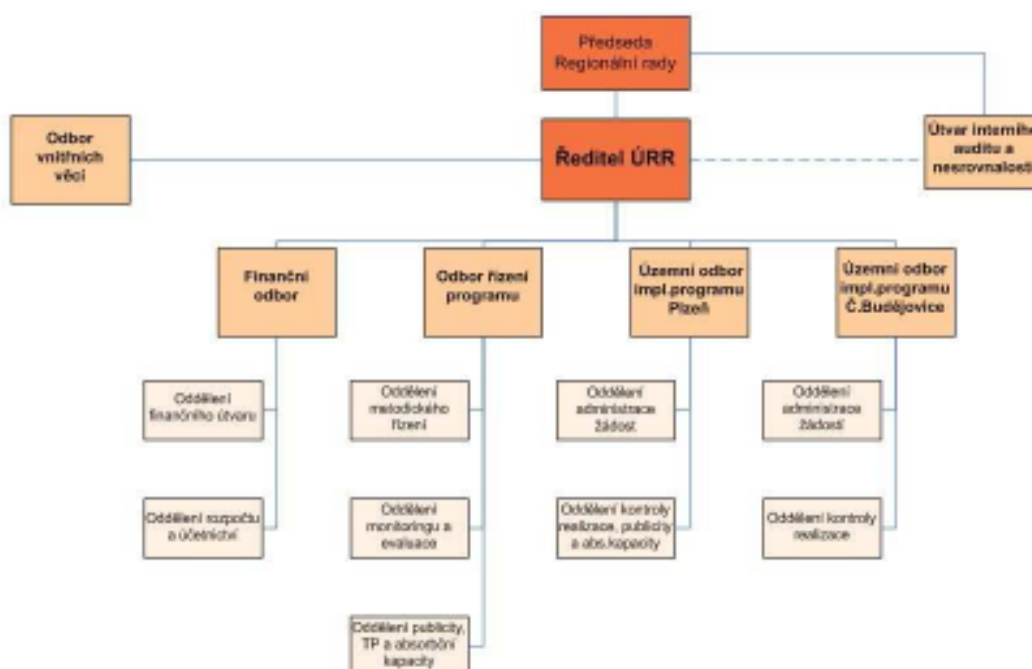 Předseda
Regionální rady
Odbor
vnitřních
věcí
Ředitel ÚRR
Útvar interního
auditu a
nesrovnalostí
Finanční
odbor
Odbor řízení
programu
Územní odbor
impl.programu
Plzeň
Územní odbor
impl.programu
Č.Budějovice
Oddělení
finančního útvaru
Oddělení
metodického
řízení
Oddělení
administrace
žádost
Oddělení
administrace
žádostí
Oddělení rozpočtu
a účetnictví
Oddělení
monitoringu a
evaluace
Oddělení kontroly
realizace, publicity
a abs.kapacity
Oddělení kontroly
realizace
Oddělení publicity,
TP a absorbční
kapacity